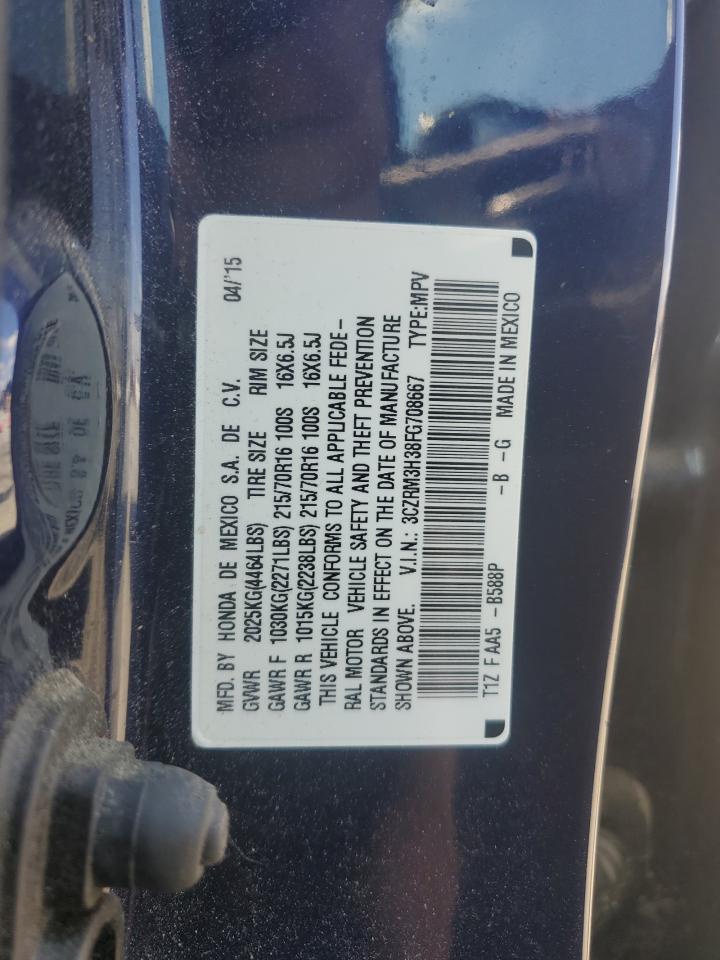 MFD. BY HONDA DE MEXICO S.A. DE C.V. 04/'15
GVWR 2025KG(4464LBS) TIRE SIZE RIM SIZE
GAWR F 1030KG(2271LBS) 215/70R16 100S 16X6.5J
GAWR R 1015KG(2238LBS) 215/70R16 100S 16X6.5J
THIS VEHICLE CONFORMS TO ALL APPLICABLE FEDE-
RAL MOTOR VEHICLE SAFETY AND THEFT PREVENTION
STANDARDS IN EFFECT ON THE DATE OF MANUFACTURE
SHOWN ABOVE. V.I.N.: 3CZRM3H38FG708667 TYPE:MPV
T1Z F AA5 -B588P -B -G MADE IN MEXICO